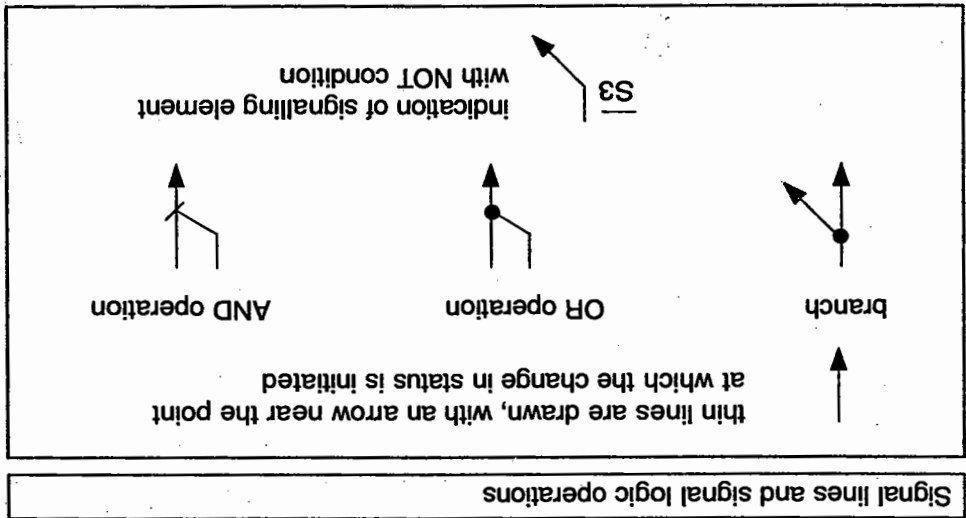 Signal lines and signal logic operations
thin lines are drawn, with an arrow near the point
at which the change in status is initiated
branch
OR operation
AND operation
S3
indication of signalling element
with NOT condition